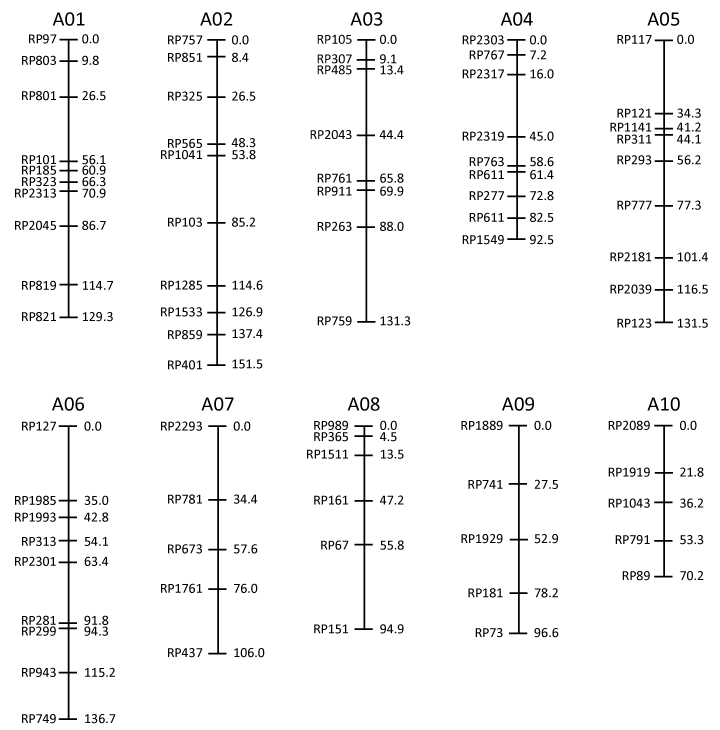 A01
RP97 0.0
RP803 9.8
RP801 26.5
RP101 56.1
RP185 60.9
RP323 66.3
RP2313 70.9
RP2045 86.7
RP819 114.7
RP821 129.3
A02
RP757 0.0
RP851 8.4
RP325 26.5
RP565 48.3
RP1041 53.8
RP103 85.2
RP1285 114.6
RP1533 126.9
RP859 137.4
RP401 151.5
A03
RP105 0.0
RP307 9.1
RP485 13.4
RP2043 44.4
RP761 65.8
RP911 69.9
RP263 88.0
RP759 131.3
A04
RP2303 0.0
RP767 7.2
RP2317 16.0
RP2319 45.0
RP763 58.6
RP611 61.4
RP277 72.8
RP611 82.5
RP1549 92.5
A05
RP117 0.0
RP121 34.3
RP1141 41.2
RP311 44.1
RP293 56.2
RP777 77.3
RP2181 101.4
RP2039 116.5
RP123 131.5
A06
RP127 0.0
RP1985 35.0
RP1993 42.8
RP313 54.1
RP2301 63.4
RP281 91.8
RP299 94.3
RP943 115.2
RP749 136.7
A07
RP2293 0.0
RP781 34.4
RP673 57.6
RP1761 76.0
RP437 106.0
A08
RP989 0.0
RP365 4.5
RP1511 13.5
RP161 47.2
RP67 55.8
RP151 94.9
A09
RP1889 0.0
RP741 27.5
RP1929 52.9
RP181 78.2
RP73 96.6
A10
RP2089 0.0
RP1919 21.8
RP1043 36.2
RP791 53.3
RP89 70.2